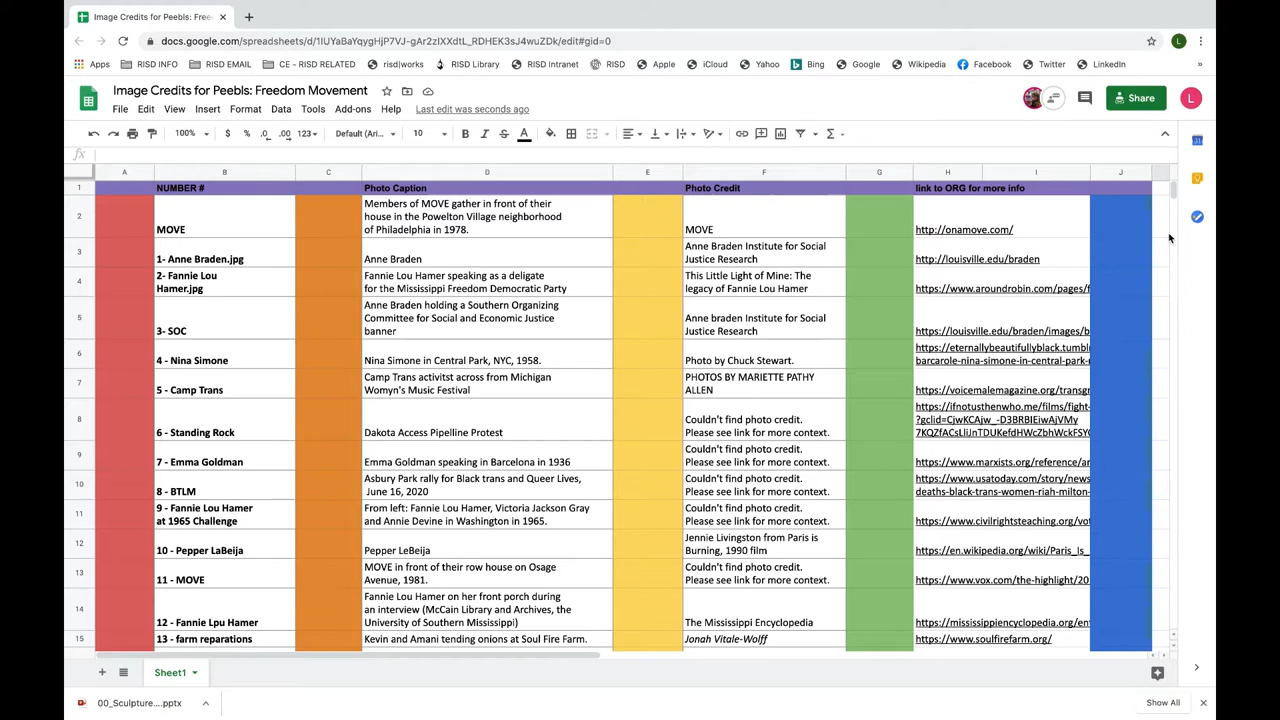 Image Credits for Peebls: Free
docs.google.com/spreadsheets/d/1IUYaBaYqygHjP7VJ-gAr2zIXXdtL_RDHEK3sJ4wuZDk/edit#gid=0
L
Apps RISD INFO RISD EMAIL CE - RISD RELATED risd|works RISD Library RISD Intranet RISD Apple iCloud Yahoo Bing Google Wikipedia Facebook Twitter LinkedIn »
Image Credits for Peebls: Freedom Movement
File Edit View Insert Format Data Tools Add-ons Help Last edit was seconds ago
Share L
100% $ % .0 .00 123 Default (Ari... 10 B I S A
fx
A B C D E F G H I J
1 NUMBER # Photo Caption Photo Credit link to ORG for more info
Members of MOVE gather in front of their
house in the Powelton Village neighborhood
2 MOVE of Philadelphia in 1978. MOVE http://onamove.com/
Anne Braden Institute for Social
3 1- Anne Braden.jpg Anne Braden Justice Research http://louisville.edu/braden
2- Fannie Lou Fannie Lou Hamer speaking as a deligate This Little Light of Mine: The
4 Hamer.jpg for the Mississippi Freedom Democratic Party legacy of Fannie Lou Hamer https://www.aroundrobin.com/pages/f
Anne Braden holding a Southern Organizing
Committee for Social and Economic Justice Anne braden Institute for Social
5 3- SOC banner Justice Research https://louisville.edu/braden/images/b
https://eternallybeautifullyblack.tumbl
6 4 - Nina Simone Nina Simone in Central Park, NYC, 1958. Photo by Chuck Stewart. barcarole-nina-simone-in-central-park-
Camp Trans activitst across from Michigan PHOTOS BY MARIETTE PATHY
7 5 - Camp Trans Womyn's Music Festival ALLEN https://voicemalemagazine.org/transgr
https://ifnotusthenwho.me/films/fight-
Couldn't find photo credit. ?gclid=CjwKCAjw_-D3BRBIEiwAjVMy
8 6 - Standing Rock Dakota Access Pipelline Protest Please see link for more context. 7KQZfACsLliJnTDUKefdHWcZbhWckFSYC
Couldn't find photo credit.
9 7 - Emma Goldman Emma Goldman speaking in Barcelona in 1936 Please see link for more context. https://www.marxists.org/reference/ar
Asbury Park rally for Black trans and Queer Lives, Couldn't find photo credit. https://www.usatoday.com/story/news
10 8 - BTLM June 16, 2020 Please see link for more context. deaths-black-trans-women-riah-milton-
9 - Fannie Lou Hamer From left: Fannie Lou Hamer, Victoria Jackson Gray Couldn't find photo credit.
11 at 1965 Challenge and Annie Devine in Washington in 1965. Please see link for more context. https://www.civilrightsteaching.org/vot
Jennie Livingston from Paris is
12 10 - Pepper LaBeija Pepper LeBeija Burning, 1990 film https://en.wikipedia.org/wiki/Paris_Is_
MOVE in front of their row house on Osage Couldn't find photo credit.
13 11 - MOVE Avenue, 1981. Please see link for more context. https://www.vox.com/the-highlight/20
Fannie Lou Hamer on her front porch during
an interview (McCain Library and Archives, the
14 12 - Fannie Lpu Hamer University of Southern Mississippi) The Mississippi Encyclopedia https://mississippiencyclopedia.org/ent
15 13 - farm reparations Kevin and Amani tending onions at Soul Fire Farm. Jonah Vitale-Wolff https://www.soulfirefarm.org/
Sheet1
00_Sculpture....pptx Show All